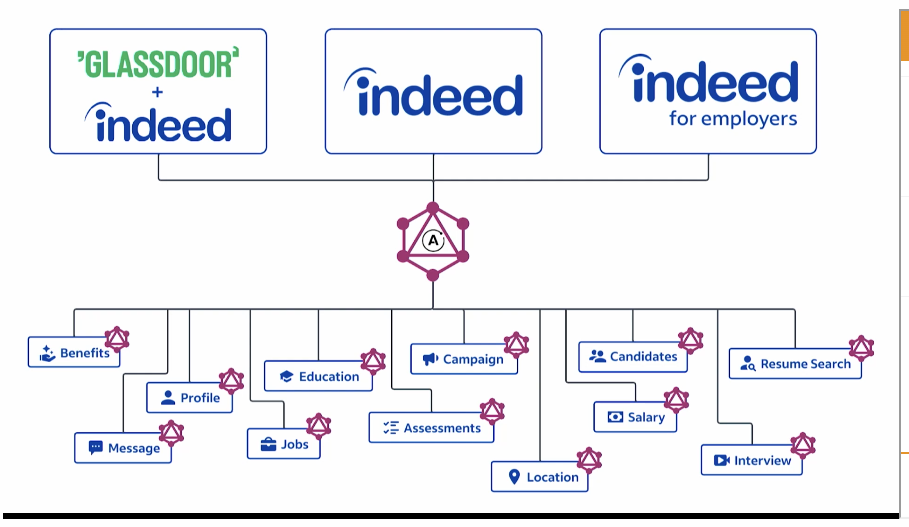 GLASSDOOR
+
indeed
indeed
indeed
for employers
A
Benefits
Profile
Message
Education
Jobs
Campaign
Assessments
Location
Candidates
Salary
Resume Search
Interview